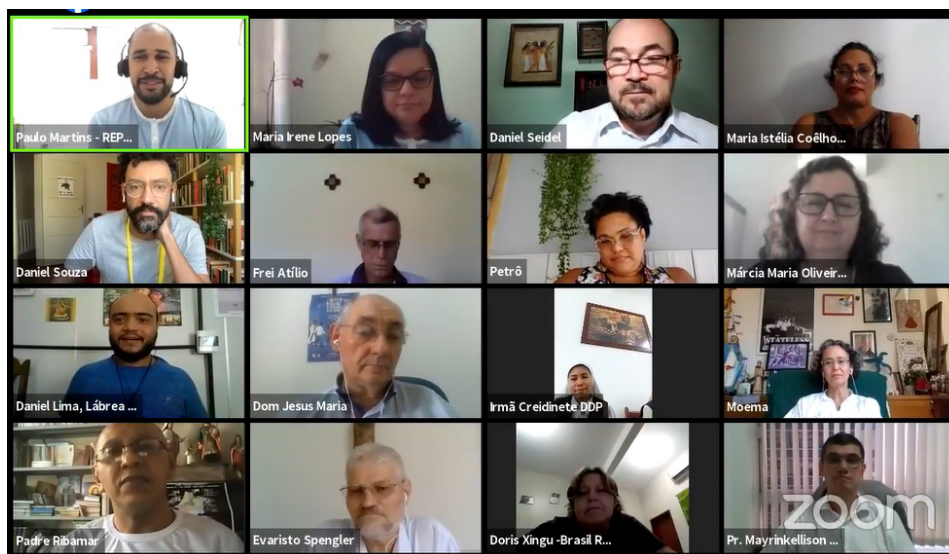 Paulo Martins - REP...
Maria Irene Lopes
Daniel Seidel
Maria Istélia Coêlho...
Daniel Souza
Frei Atílio
Petrô
Márcia Maria Oliveir...
Daniel Lima, Lábrea ...
Dom Jesus Maria
Irmã Creidinete DDP
STATELESS
Moema
Padre Ribamar
Evaristo Spengler
Doris Xingu -Brasil R...
Pr. Mayrinkellison ...
zoom